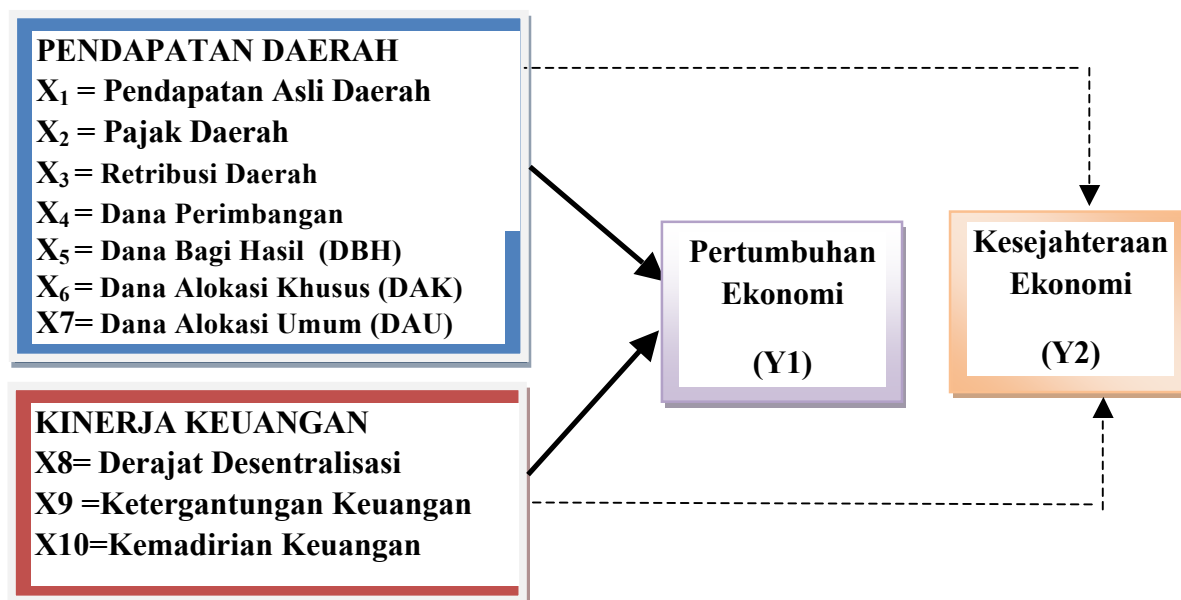 PENDAPATAN DAERAH
X₁ = Pendapatan Asli Daerah
X₂ = Pajak Daerah
X₃ = Retribusi Daerah
X₄ = Dana Perimbangan
X₅ = Dana Bagi Hasil (DBH)
X₆ = Dana Alokasi Khusus (DAK)
X7= Dana Alokasi Umum (DAU)
KINERJA KEUANGAN
X8= Derajat Desentralisasi
X9 =Ketergantungan Keuangan
X10=Kemadirian Keuangan
Pertumbuhan
Ekonomi
(Y1)
Kesejahteraan
Ekonomi
(Y2)